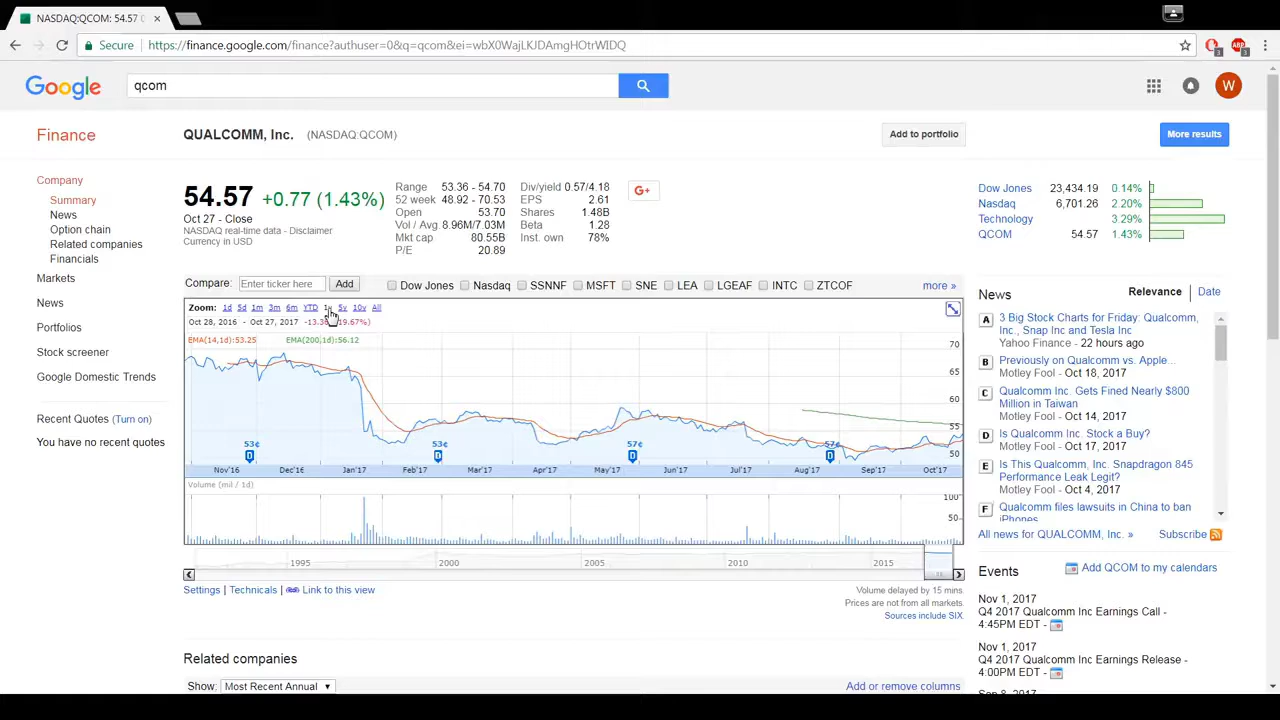 NASDAQ:QCOM: 54.57
Secure
https://finance.google.com/finance?authuser=0&q=qcom&ei=wbX0WajLKJDAmgHOtrWIDQ
3
3
ABP
Google
qcom
W
Finance
QUALCOMM, Inc. (NASDAQ:QCOM)
Add to portfolio
More results
Company
Summary
News
Option chain
Related companies
Financials
Markets
News
Portfolios
Stock screener
Google Domestic Trends
Recent Quotes (Turn on)
You have no recent quotes
54.57 +0.77 (1.43%)
Oct 27 - Close
NASDAQ real-time data - Disclaimer
Currency in USD
Range 53.36 - 54.70
52 week 48.92 - 70.53
Open 53.70
Vol / Avg. 8.96M/7.03M
Mkt cap 80.55B
P/E 20.89
Div/yield 0.57/4.18
EPS 2.61
Shares 1.48B
Beta 1.28
Inst. own 78%
G+
Dow Jones 23,434.19 0.14%
Nasdaq 6,701.26 2.20%
Technology 3.29%
QCOM 54.57 1.43%
Compare: Enter ticker here Add Dow Jones Nasdaq SSNNF MSFT SNE LEA LGEAF INTC ZTCOF more »
Zoom: 1d 5d 1m 3m 6m YTD 1y 5y 10y All
Oct 28, 2016 - Oct 27, 2017
EMA(14,1d):53.25 EMA(200,1d):56.12
70
65
60
55
50
53¢ 53¢ 57¢ 57¢
D D D D
Nov'16 Dec'16 Jan'17 Feb'17 Mar'17 Apr'17 May'17 Jun'17 Jul'17 Aug'17 Sep'17 Oct'17
Volume (mil / 1d)
100
50
1995 2000 2005 2010 2015
Settings | Technicals | Link to this view
Volume delayed by 15 mins.
Prices are not from all markets.
Sources include SIX.
Related companies
Show: Most Recent Annual
Add or remove columns
News
Relevance | Date
A 3 Big Stock Charts for Friday: Qualcomm,
Inc., Snap Inc and Tesla Inc
Yahoo Finance - 22 hours ago
B Previously on Qualcomm vs. Apple...
Motley Fool - Oct 18, 2017
C Qualcomm Inc. Gets Fined Nearly $800
Million in Taiwan
Motley Fool - Oct 14, 2017
D Is Qualcomm Inc. Stock a Buy?
Motley Fool - Oct 17, 2017
E Is This Qualcomm, Inc. Snapdragon 845
Performance Leak Legit?
Motley Fool - Oct 4, 2017
F Qualcomm files lawsuits in China to ban
iPhones
All news for QUALCOMM, Inc. »
Subscribe
Events
Add QCOM to my calendars
Nov 1, 2017
Q4 2017 Qualcomm Inc Earnings Call -
4:45PM EDT -
Nov 1, 2017
Q4 2017 Qualcomm Inc Earnings Release -
4:00PM EDT -